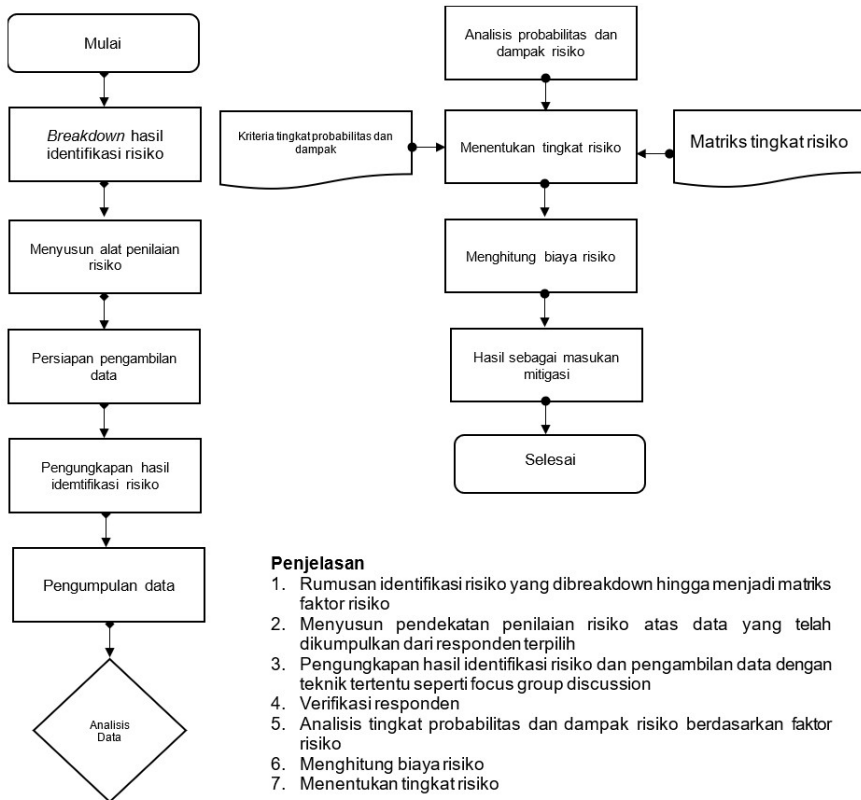 Mulai
Breakdown hasil
identifikasi risiko
Menyusun alat penilaian
risiko
Persiapan pengambilan
data
Pengungkapan hasil
idemtifikasi risiko
Pengumpulan data
Analisis
Data
Analisis probabilitas dan
dampak risiko
Kriteria tingkat probabilitas dan
dampak
Menentukan tingkat risiko
Matriks tingkat risiko
Menghitung biaya risiko
Hasil sebagai masukan
mitigasi
Selesai
Penjelasan
1. Rumusan identifikasi risiko yang dibreakdown hingga menjadi matriks
faktor risiko
2. Menyusun pendekatan penilaian risiko atas data yang telah
dikumpulkan dari responden terpilih
3. Pengungkapan hasil identifikasi risiko dan pengambilan data dengan
teknik tertentu seperti focus group discussion
4. Verifikasi responden
5. Analisis tingkat probabilitas dan dampak risiko berdasarkan faktor
risiko
6. Menghitung biaya risiko
7. Menentukan tingkat risiko